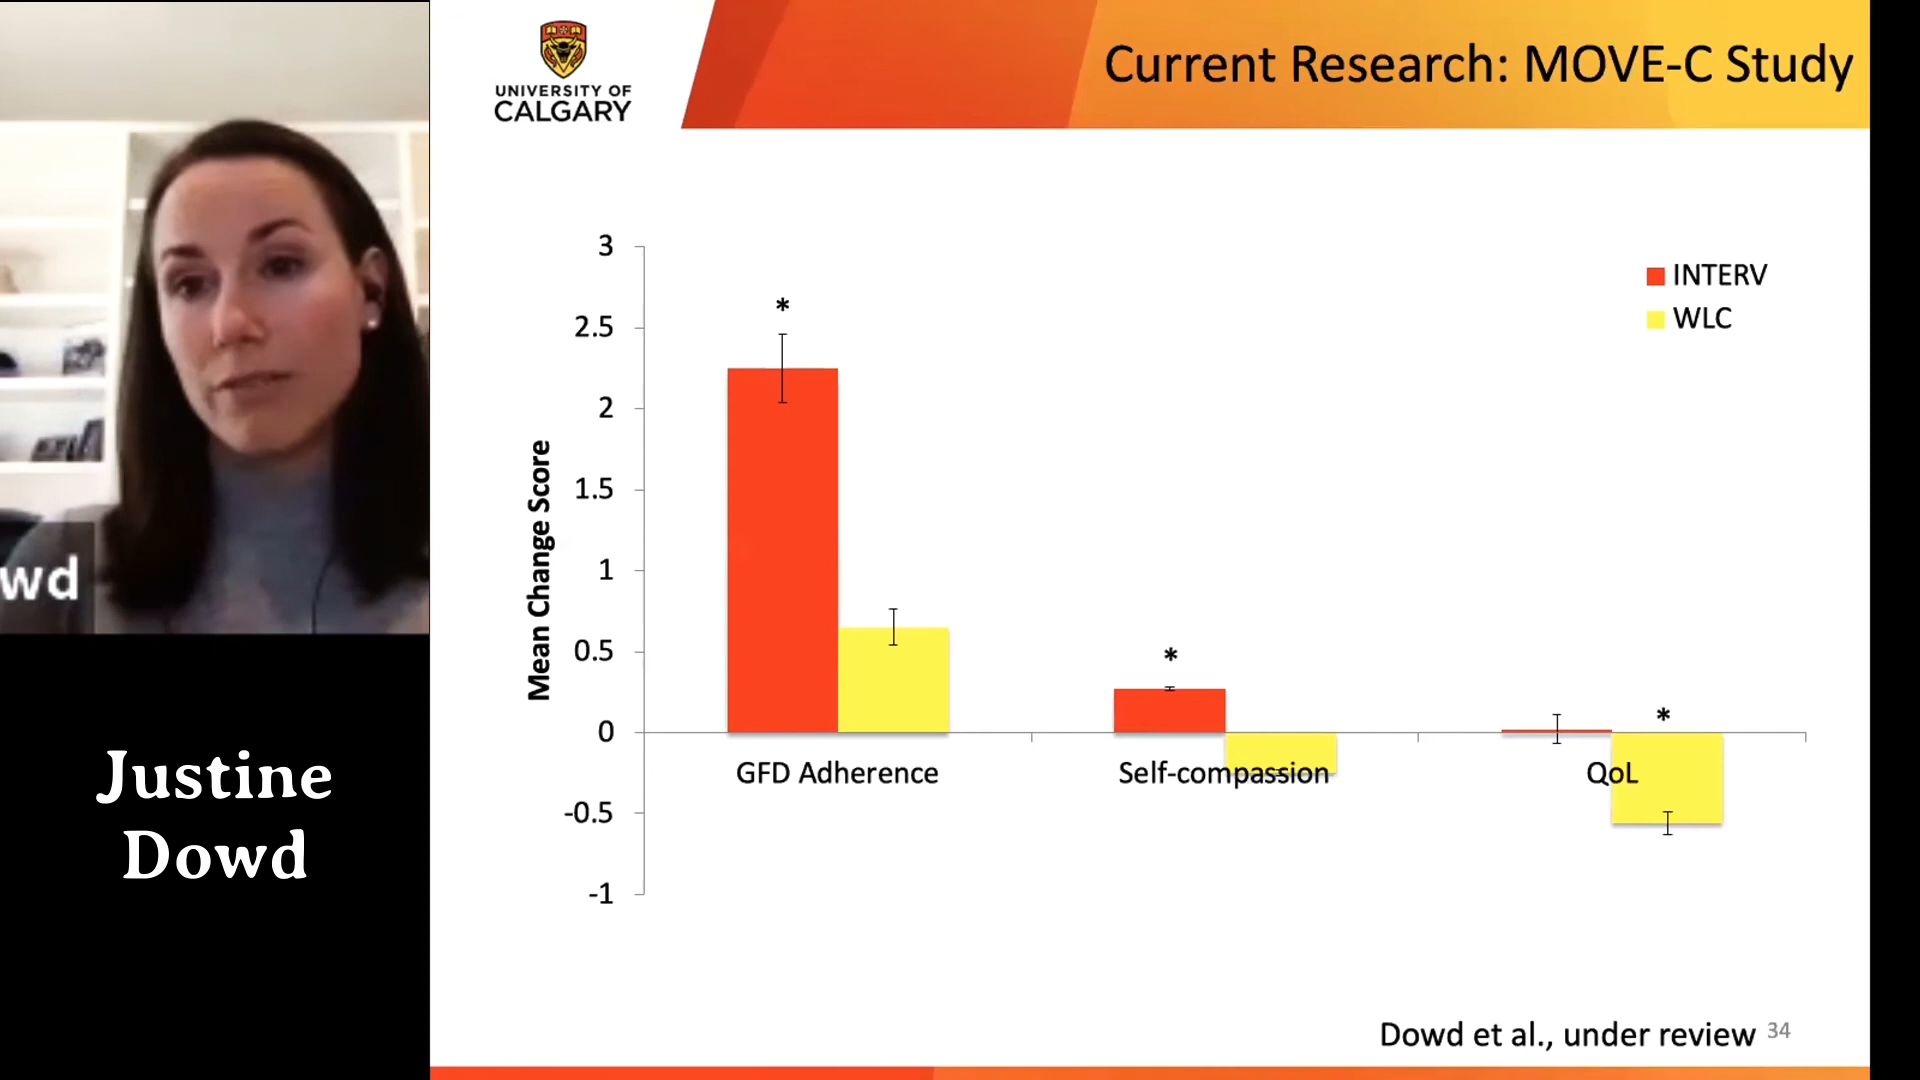 UNIVERSITY OF
CALGARY
Current Research: MOVE-C Study
3
2.5
2
1.5
1
0.5
0
-0.5
-1
Mean Change Score
*
*
*
INTERV
WLC
GFD Adherence
Self-compassion
QoL
wd
Justine
Dowd
Dowd et al., under review
34